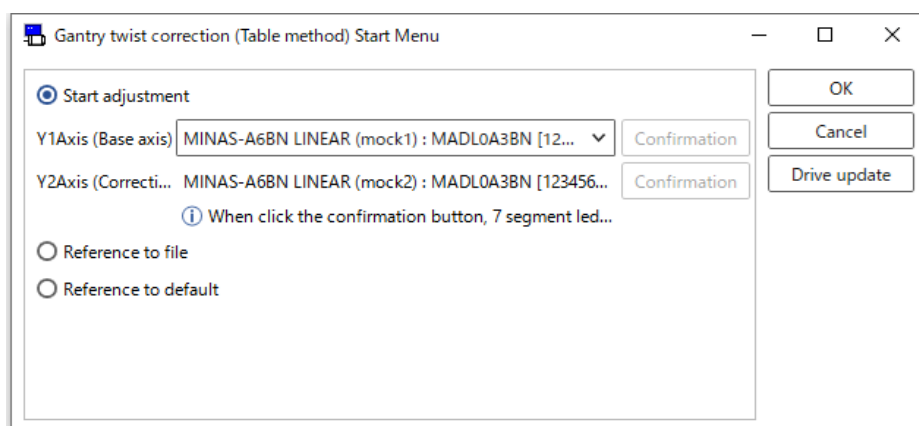 Gantry twist correction (Table method) Start Menu
Start adjustment
Y1Axis (Base axis) MINAS-A6BN LINEAR (mock1) : MADL0A3BN [12... Confirmation
Y2Axis (Correcti... MINAS-A6BN LINEAR (mock2) : MADL0A3BN [123456... Confirmation
When click the confirmation button, 7 segment led...
Reference to file
Reference to default
OK
Cancel
Drive update